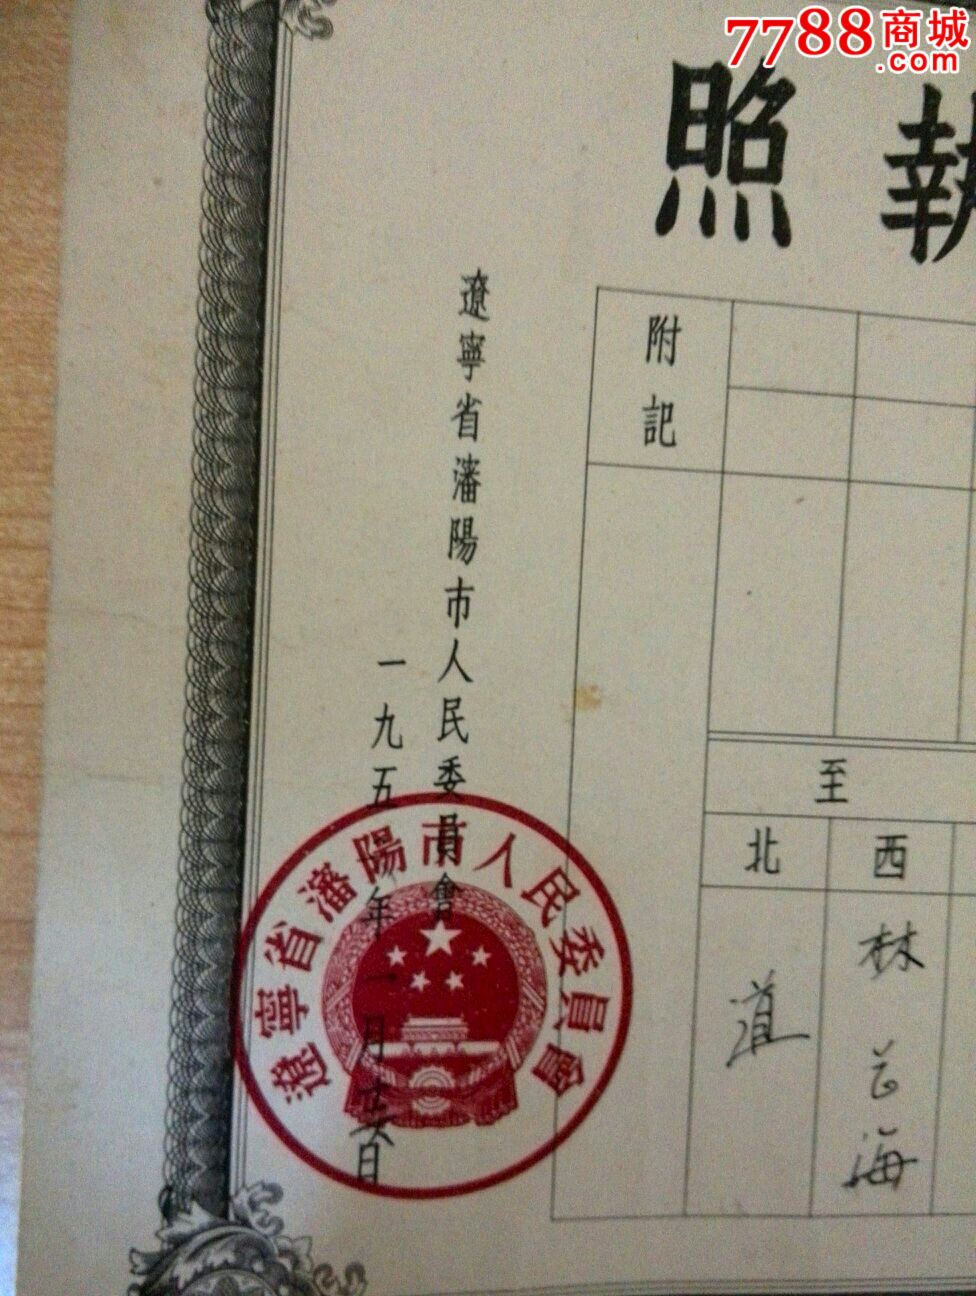 7788商城
.com
執照
附記
至
西
北
林
海
道
遼寧省瀋陽市人民委員會
一九五 年一月 日
遼寧省瀋陽市人民委員會